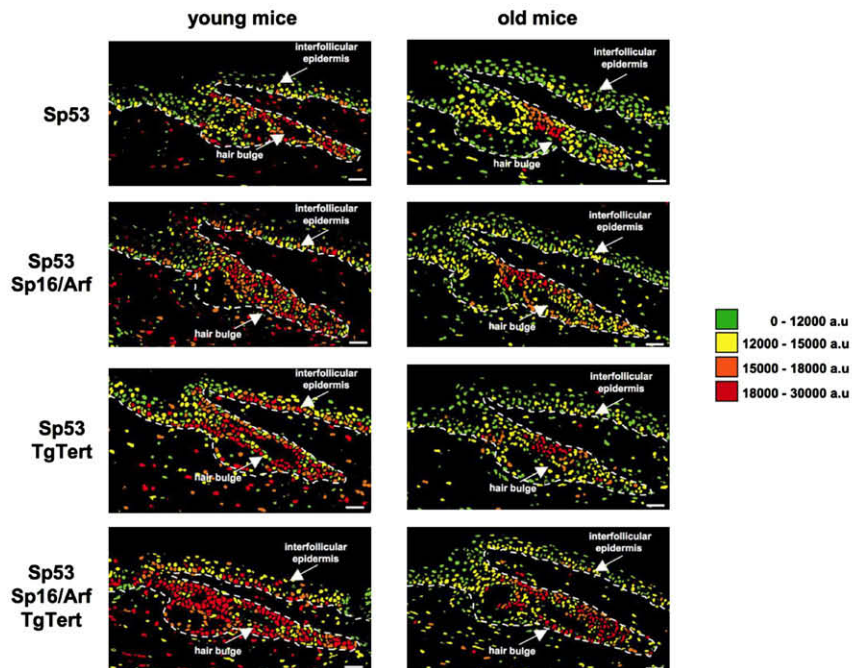 young mice
old mice
Sp53
interfollicular
epidermis
hair bulge
interfollicular
epidermis
hair bulge
Sp53
Sp16/Arf
interfollicular
epidermis
hair bulge
interfollicular
epidermis
hair bulge
Sp53
TgTert
interfollicular
epidermis
hair bulge
interfollicular
epidermis
hair bulge
Sp53
Sp16/Arf
TgTert
interfollicular
epidermis
hair bulge
interfollicular
epidermis
hair bulge
0 - 12000 a.u
12000 - 15000 a.u
15000 - 18000 a.u
18000 - 30000 a.u